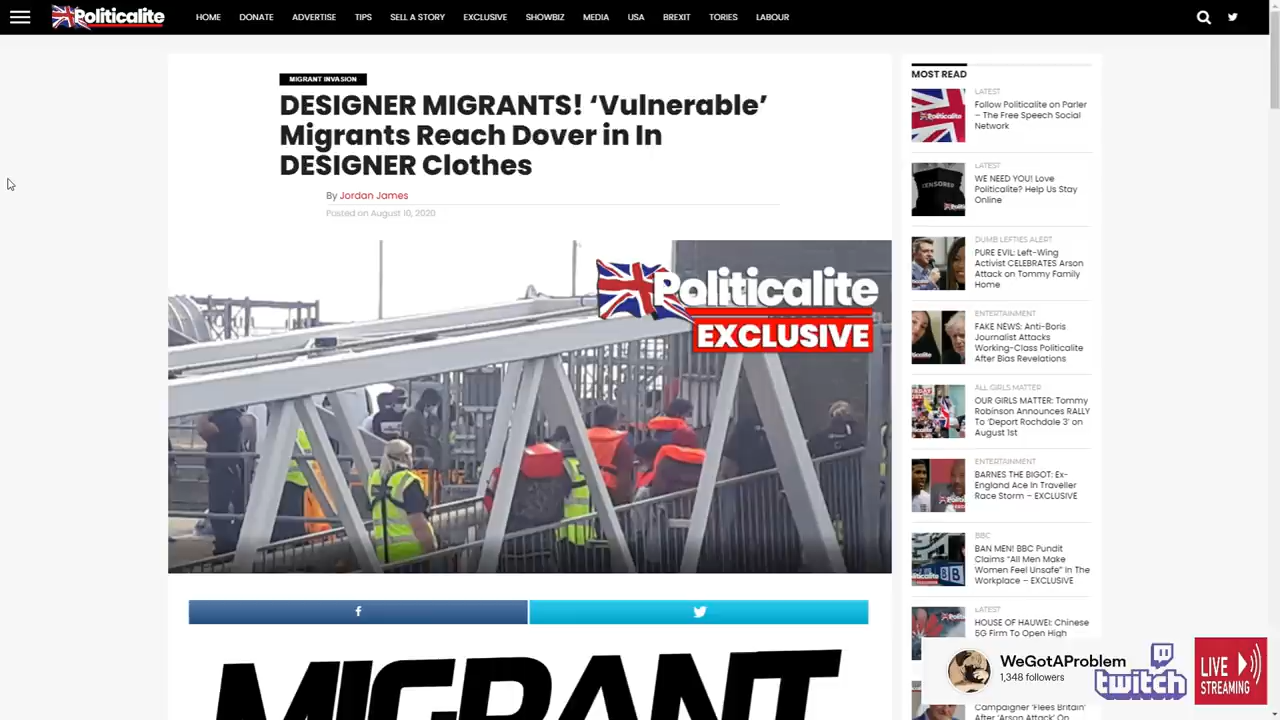 Politicalite
HOME DONATE ADVERTISE TIPS SELL A STORY EXCLUSIVE SHOWBIZ MEDIA USA BREXIT TORIES LABOUR
MIGRANT INVASION
DESIGNER MIGRANTS! ‘Vulnerable’
Migrants Reach Dover in In
DESIGNER Clothes
By Jordan James
Posted on August 10, 2020
Politicalite
EXCLUSIVE
f
MIGRANT
MOST READ
LATEST
Follow Politicalite on Parler
– The Free Speech Social
Network
LATEST
WE NEED YOU! Love
Politicalite? Help Us Stay
Online
DUMB LEFTIES ALERT
PURE EVIL: Left-Wing
Activist CELEBRATES Arson
Attack on Tommy Family
Home
ENTERTAINMENT
FAKE NEWS: Anti-Boris
Journalist Attacks
Working-Class Politicalite
After Bias Revelations
ALL GIRLS MATTER
OUR GIRLS MATTER: Tommy
Robinson Announces RALLY
To ‘Deport Rochdale 3’ on
August 1st
ENTERTAINMENT
BARNES THE BIGOT: Ex-
England Ace In Traveller
Race Storm – EXCLUSIVE
BBC
BAN MEN! BBC Pundit
Claims “All Men Make
Women Feel Unsafe” In The
Workplace – EXCLUSIVE
LATEST
HOUSE OF HAUWEI: Chinese
5G Firm To Open High
WeGotAProblem
1,348 followers
twitch
LIVE
STREAMING
Campaigner ‘Flees Britain’
After ‘Arson Attack’ On